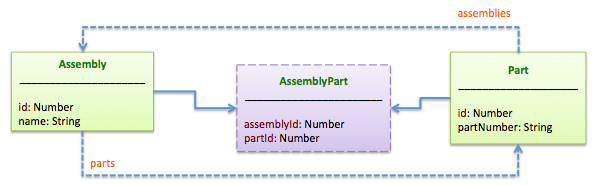 assemblies
Assembly
id: Number
name: String
AssemblyPart
assemblyId: Number
partId: Number
Part
id: Number
partNumber: String
parts